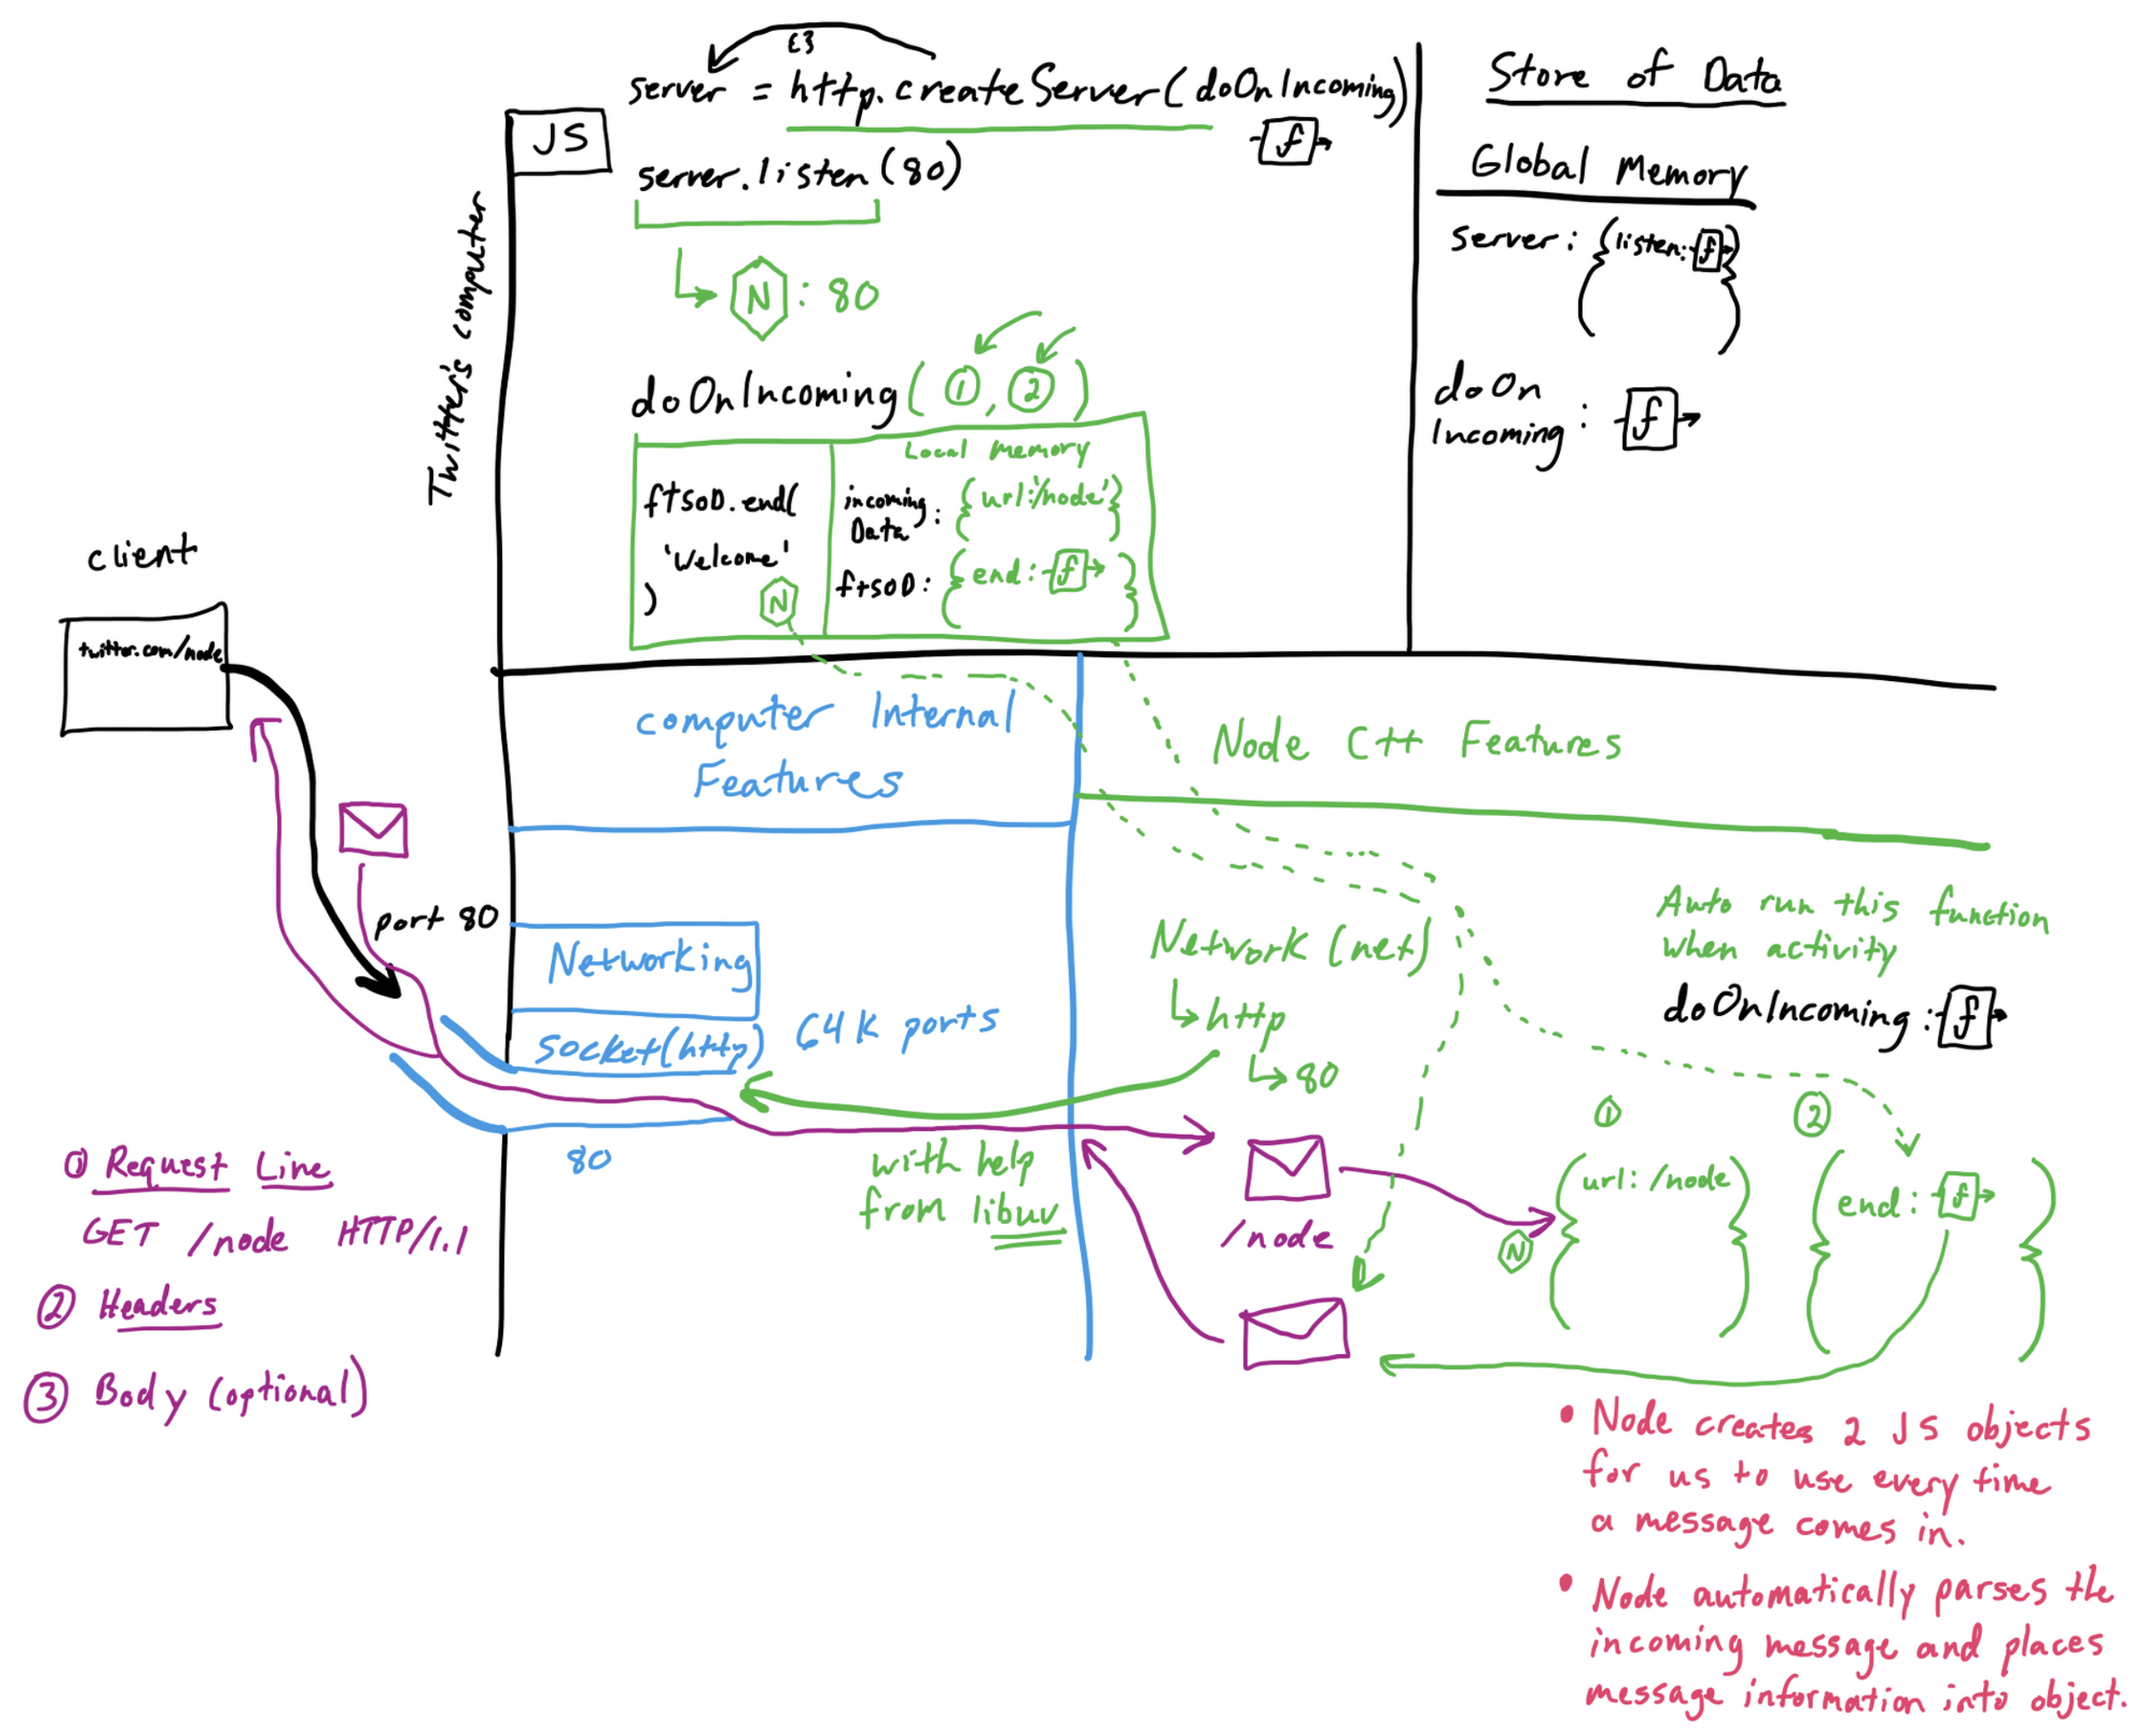 server = http.createServer(doOnIncoming)
JS
server.listen(80)
N : 80
Twitter's computer
doOnIncoming( 1, 2 )
Local memory
ftsoD.end(
'Welcome'
)
N
incoming
Data :
{url:'/node'}
ftsoD: {end: f }
Store of Data
Global Memory
server: {listen: f }
doOn
Incoming : f
client
twitter.com/node
port 80
computer Internal
Features
Networking
socket(http)
64k ports
80
Node C++ Features
Network (net)
http
80
with help
from libuv
Auto run this function
when activity
doOnIncoming : f
/node
N
1
{url: /node}
2
{end: f }
① Request Line
GET /node HTTP/1.1
② Headers
③ Body (optional)
• Node creates 2 JS objects
for us to use every time
a message comes in.
• Node automatically parses the
incoming message and places
message information into object.